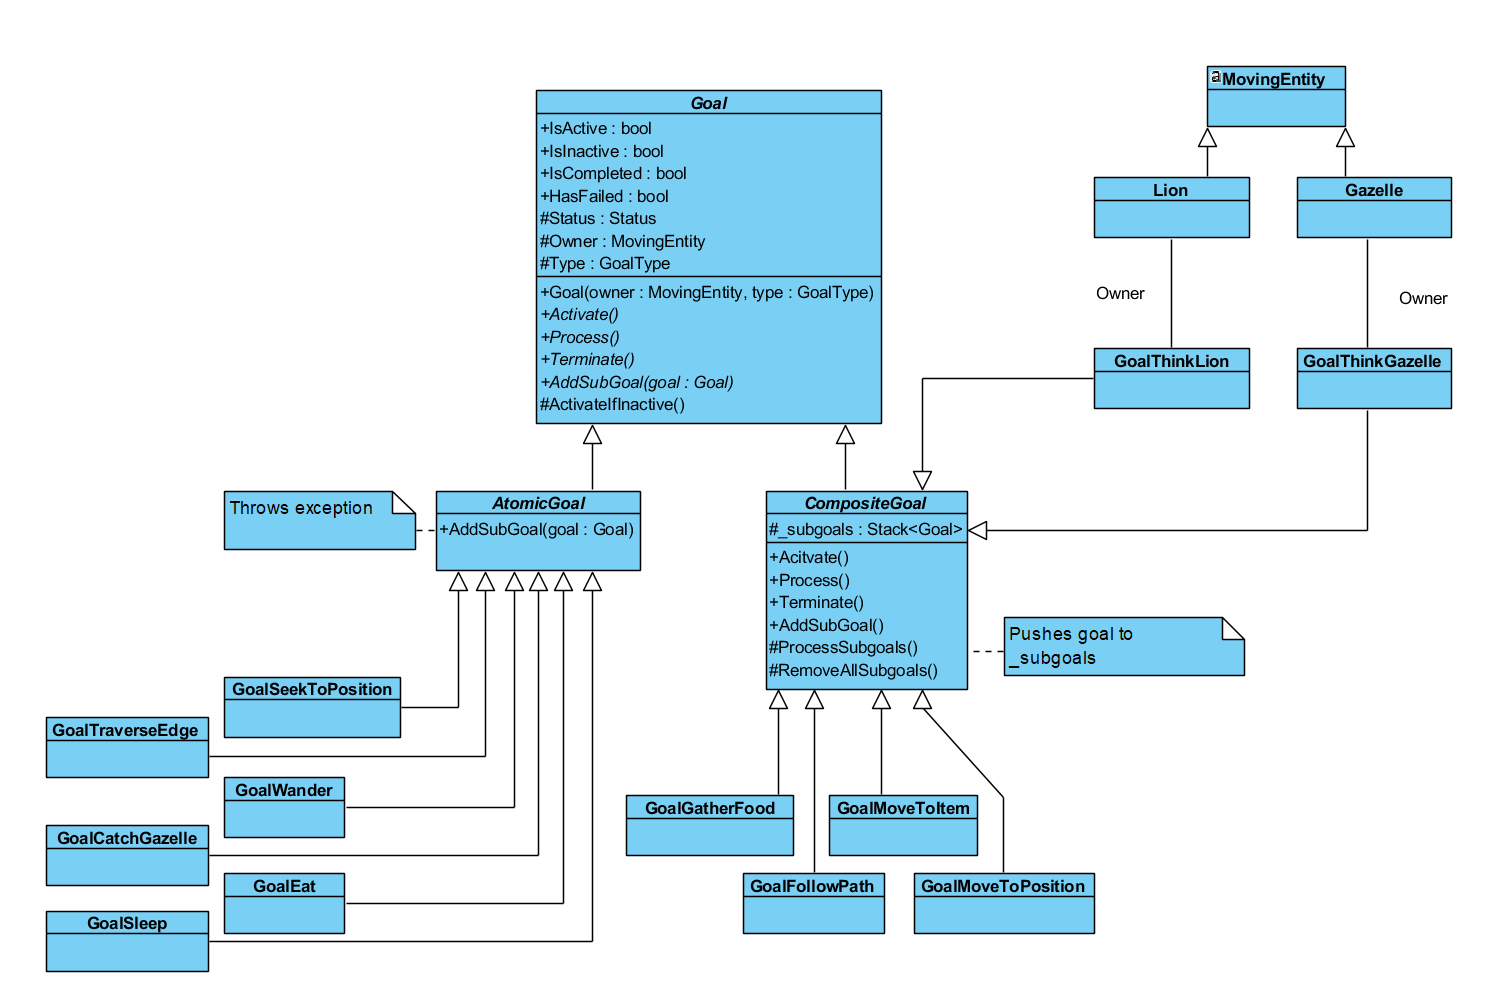 Goal
+IsActive : bool
+IsInactive : bool
+IsCompleted : bool
+HasFailed : bool
#Status : Status
#Owner : MovingEntity
#Type : GoalType
+Goal(owner : MovingEntity, type : GoalType)
+Activate()
+Process()
+Terminate()
+AddSubGoal(goal : Goal)
#ActivateIfInactive()
MovingEntity
Lion
Gazelle
Owner
Owner
GoalThinkLion
GoalThinkGazelle
Throws exception
AtomicGoal
+AddSubGoal(goal : Goal)
CompositeGoal
#_subgoals : Stack<Goal>
+Acitvate()
+Process()
+Terminate()
+AddSubGoal()
#ProcessSubgoals()
#RemoveAllSubgoals()
Pushes goal to
_subgoals
GoalSeekToPosition
GoalTraverseEdge
GoalWander
GoalCatchGazelle
GoalEat
GoalSleep
GoalGatherFood
GoalMoveToItem
GoalFollowPath
GoalMoveToPosition